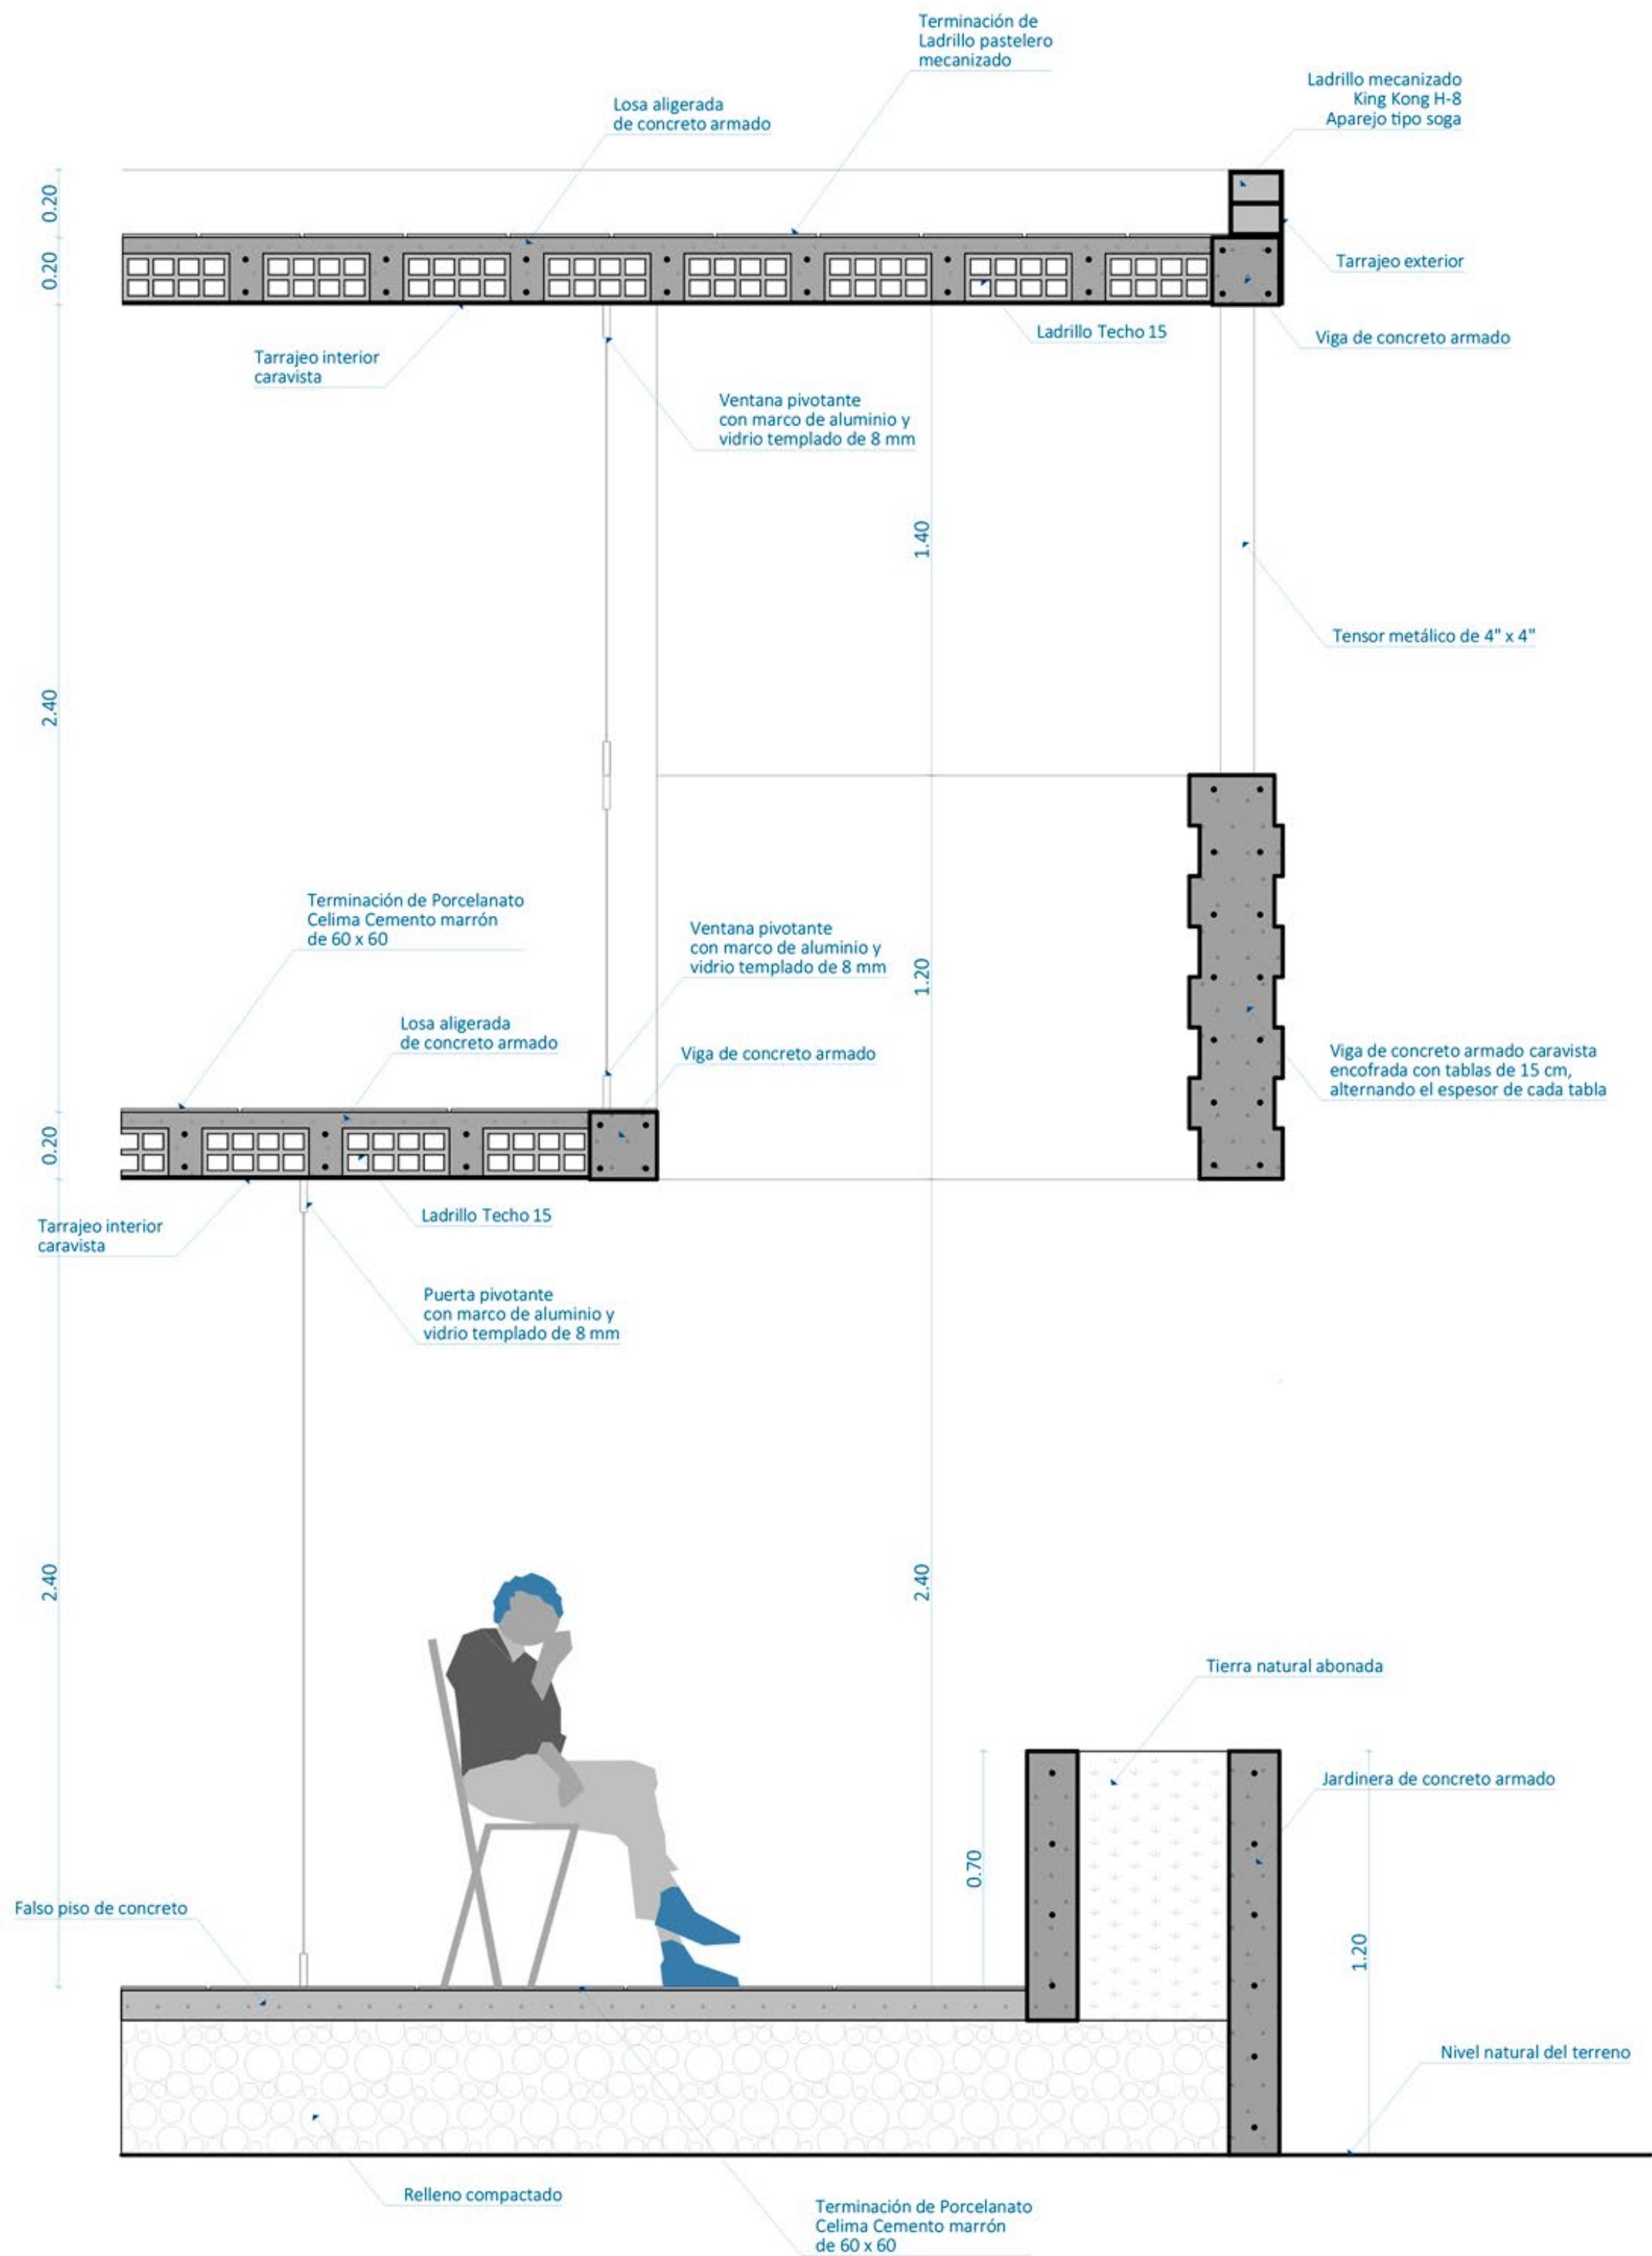 Terminación de
Ladrillo pastelero
mecanizado
Ladrillo mecanizado
King Kong H-8
Aparejo tipo soga
Losa aligerada
de concreto armado
0.20
0.20
Tarrajeo exterior
Ladrillo Techo 15
Viga de concreto armado
Tarrajeo interior
caravista
Ventana pivotante
con marco de aluminio y
vidrio templado de 8 mm
1.40
Tensor metálico de 4" x 4"
2.40
Terminación de Porcelanato
Celima Cemento marrón
de 60 x 60
Ventana pivotante
con marco de aluminio y
vidrio templado de 8 mm
1.20
Losa aligerada
de concreto armado
Viga de concreto armado
Viga de concreto armado caravista
encofrada con tablas de 15 cm,
alternando el espesor de cada tabla
0.20
Ladrillo Techo 15
Tarrajeo interior
caravista
Puerta pivotante
con marco de aluminio y
vidrio templado de 8 mm
2.40
2.40
Tierra natural abonada
Jardinera de concreto armado
0.70
Falso piso de concreto
1.20
Nivel natural del terreno
Relleno compactado
Terminación de Porcelanato
Celima Cemento marrón
de 60 x 60